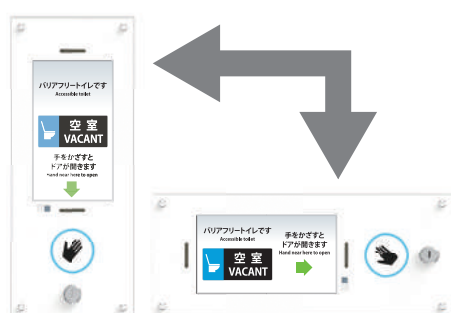 バリアフリートイレです
Accessible toilet
空室
VACANT
手をかざすと
ドアが開きます
Hand near here to open
バリアフリートイレです
Accessible toilet
空室
VACANT
手をかざすと
ドアが開きます
Hand near here to open